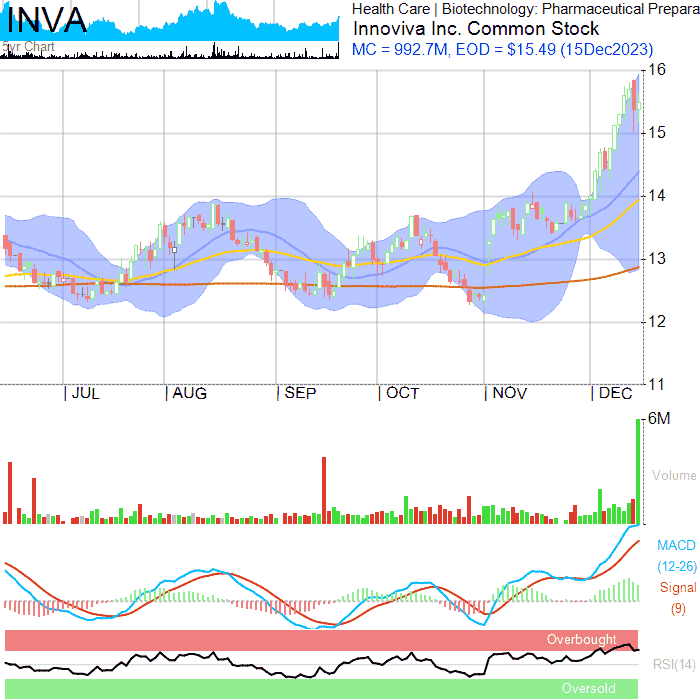 INVA
5yr Chart
Health Care | Biotechnology: Pharmaceutical Prepara
Innoviva Inc. Common Stock
MC = 992.7M, EOD = $15.49 (15Dec2023)
16
15
14
13
12
11
JUL AUG SEP OCT NOV DEC
6M
Volume
MACD
(12-26)
Signal
(9)
Overbought
RSI(14)
Oversold